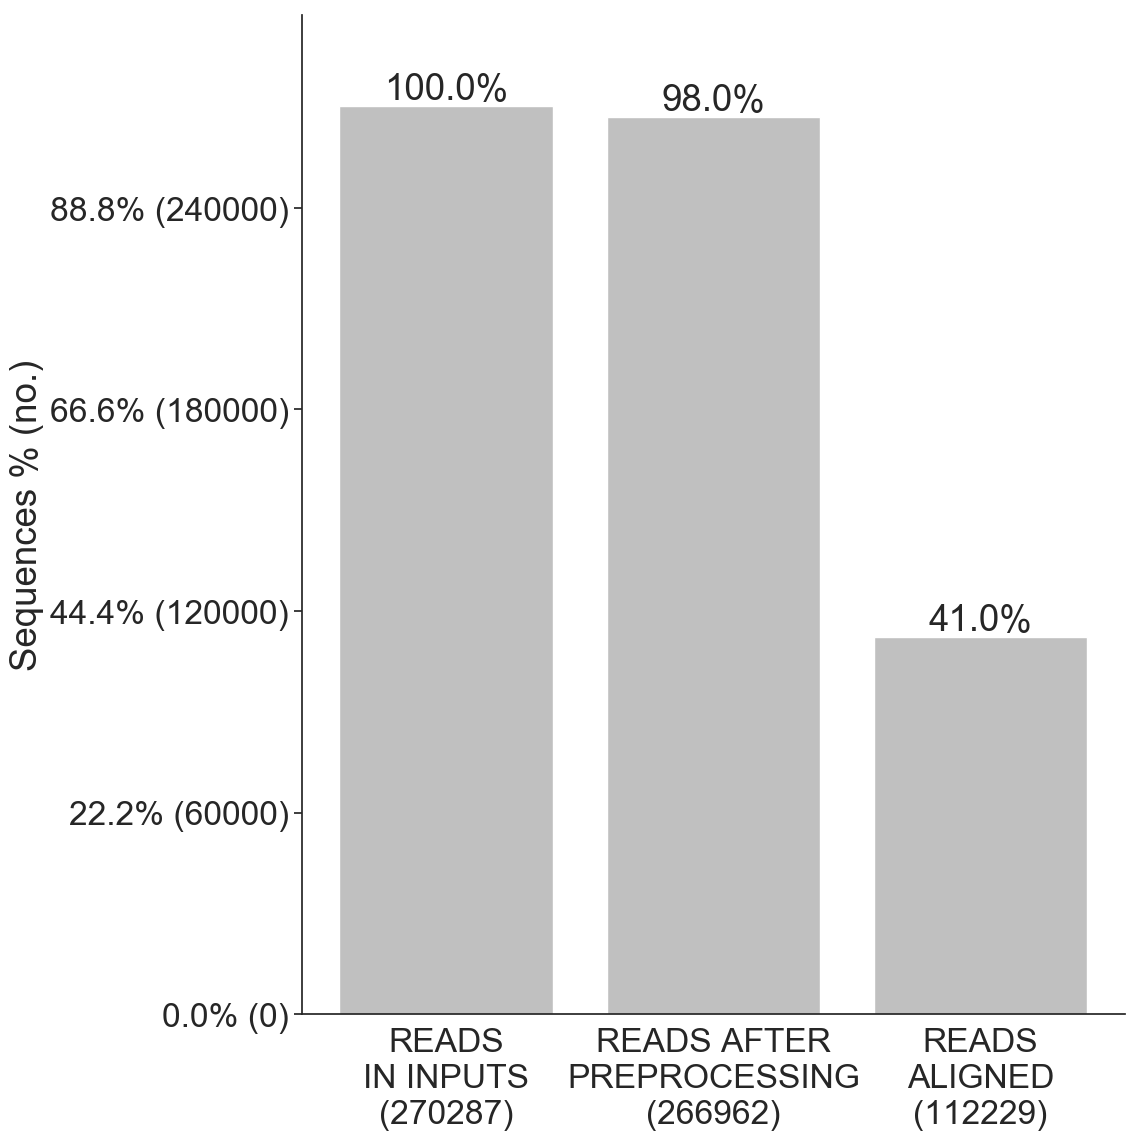 100.0%
98.0%
88.8% (240000)
66.6% (180000)
Sequences % (no.)
44.4% (120000)
41.0%
22.2% (60000)
0.0% (0)
READS
IN INPUTS
(270287)
READS AFTER
PREPROCESSING
(266962)
READS
ALIGNED
(112229)